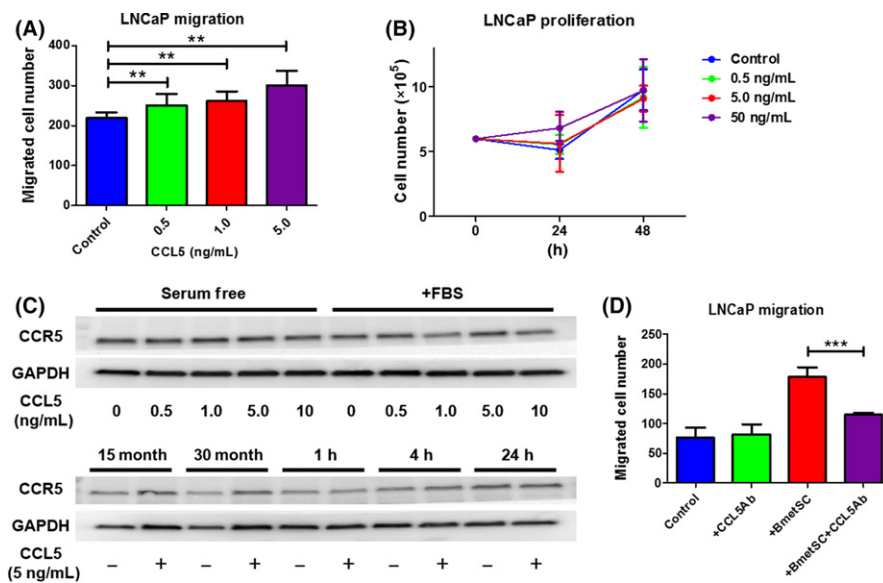 (A)
LNCaP migration
**
**
**
Migrated cell number
400
300
200
100
0
Control
0.5
1.0
5.0
CCL5 (ng/mL)
(B)
LNCaP proliferation
Cell number (×10⁵)
10
5
0
0
24
48
(h)
Control
0.5 ng/mL
5.0 ng/mL
50 ng/mL
(C)
Serum free +FBS
CCR5
GAPDH
CCL5 0 0.5 1.0 5.0 10 0 0.5 1.0 5.0 10
(ng/mL)
15 month 30 month 1 h 4 h 24 h
CCR5
GAPDH
CCL5 – + – + – + – + – +
(5 ng/mL)
(D)
LNCaP migration
***
Migrated cell number
250
200
150
100
50
0
Control
+CCL5Ab
+BmetSC
+BmetSC+CCL5Ab